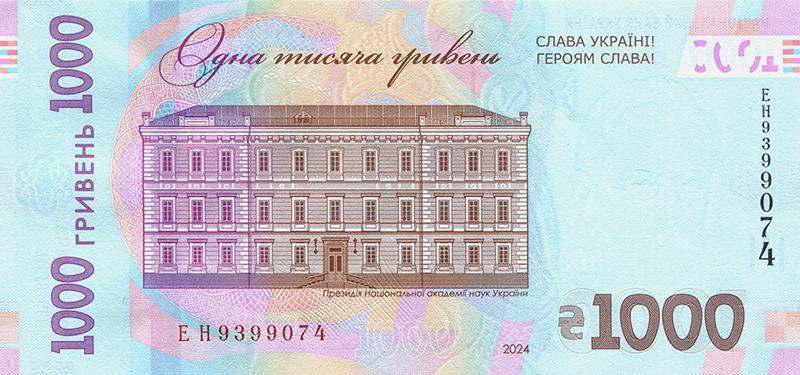 Одна тисяча гривень
СЛАВА УКРАЇНІ!
ГЕРОЯМ СЛАВА!
1000 ГРИВЕНЬ 1000
ЕН9399074
Президія Національної академії наук України
ЕН9399074
1000
2024
₴1000